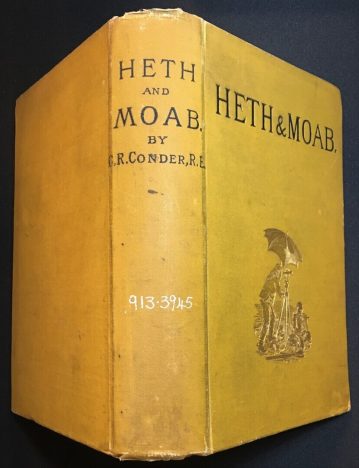 HETH
AND
MOAB.
BY
C.R.CONDER,R.E.
913.3945
HETH & MOAB.